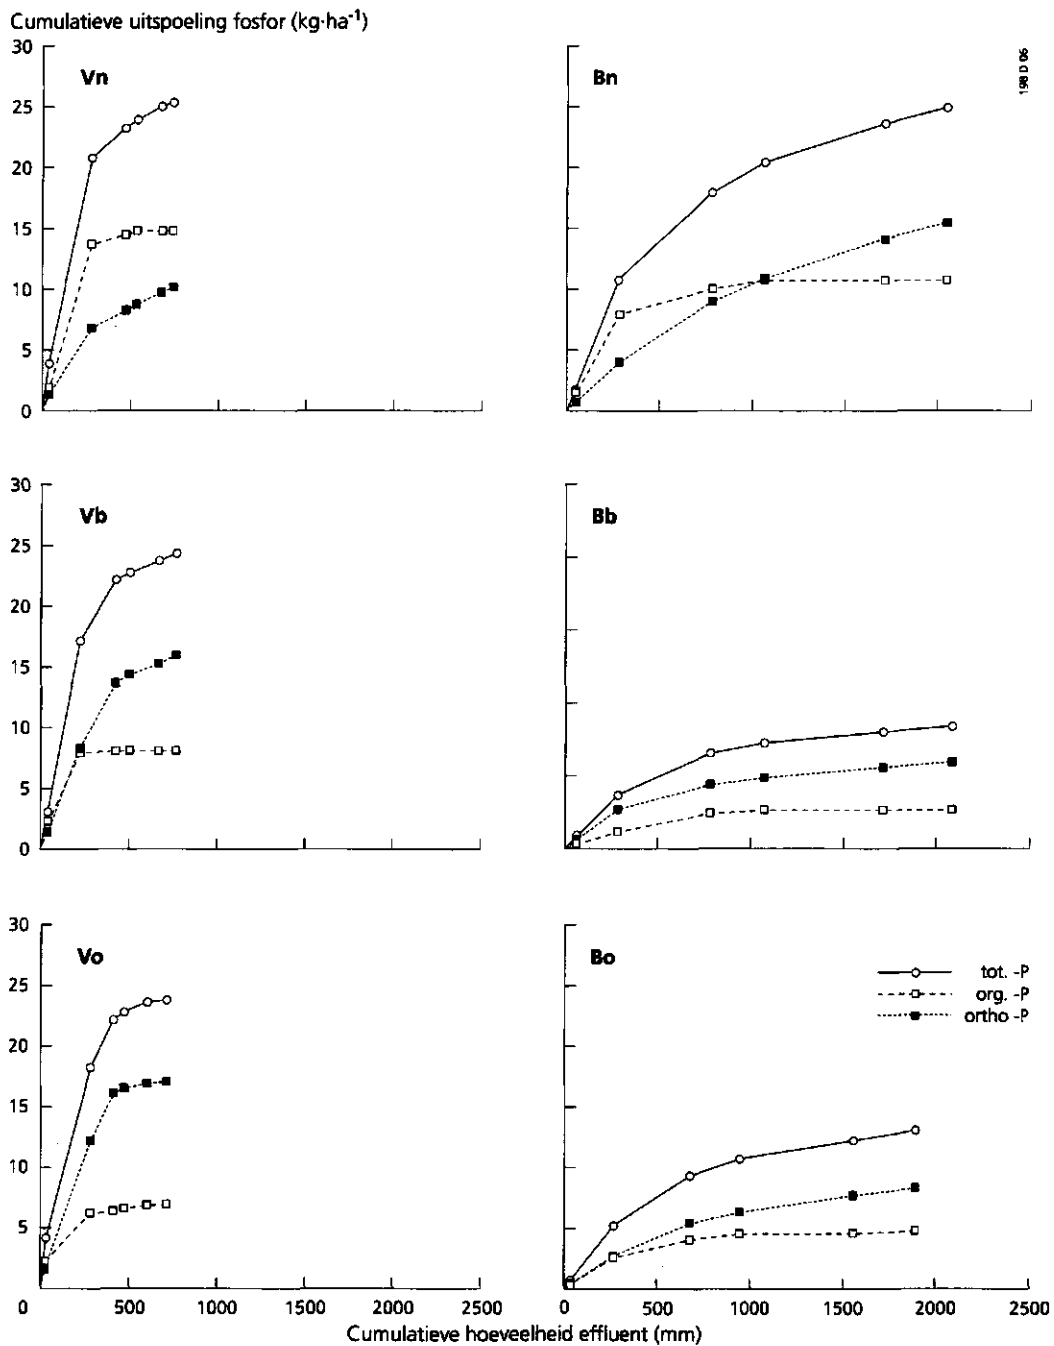 Cumulatieve uitspoeling fosfor (kg·ha⁻¹)
30
25
20
15
10
5
0
Vn
Bn
198 D 06
30
25
20
15
10
5
0
Vb
Bb
30
25
20
15
10
5
0
Vo
Bo
tot. -P
org. -P
ortho -P
0 500 1000 1500 2000 2500
0 500 1000 1500 2000 2500
Cumulatieve hoeveelheid effluent (mm)